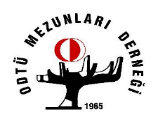 ODTÜ MEZUNLARI DERNEĞİ
1965